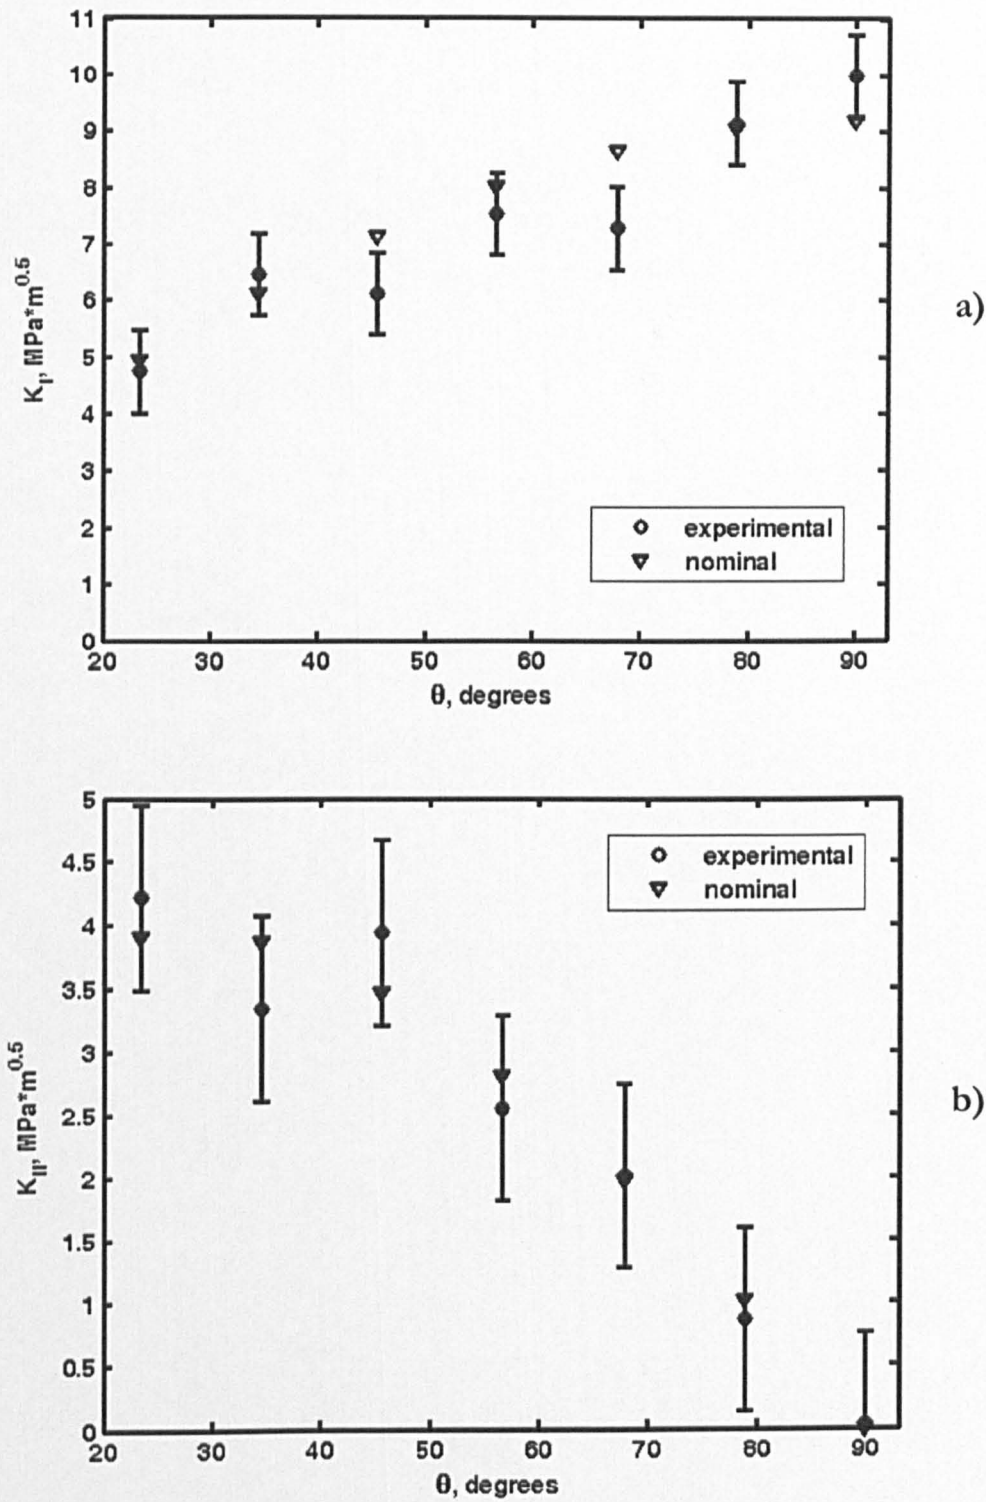 11
10
9
8
7
6
5
4
3
2
1
0
K_I, MPa*m^0.5
experimental
nominal
20 30 40 50 60 70 80 90
θ, degrees
a)
5
4.5
4
3.5
3
2.5
2
1.5
1
0.5
0
K_II, MPa*m^0.5
experimental
nominal
20 30 40 50 60 70 80 90
θ, degrees
b)